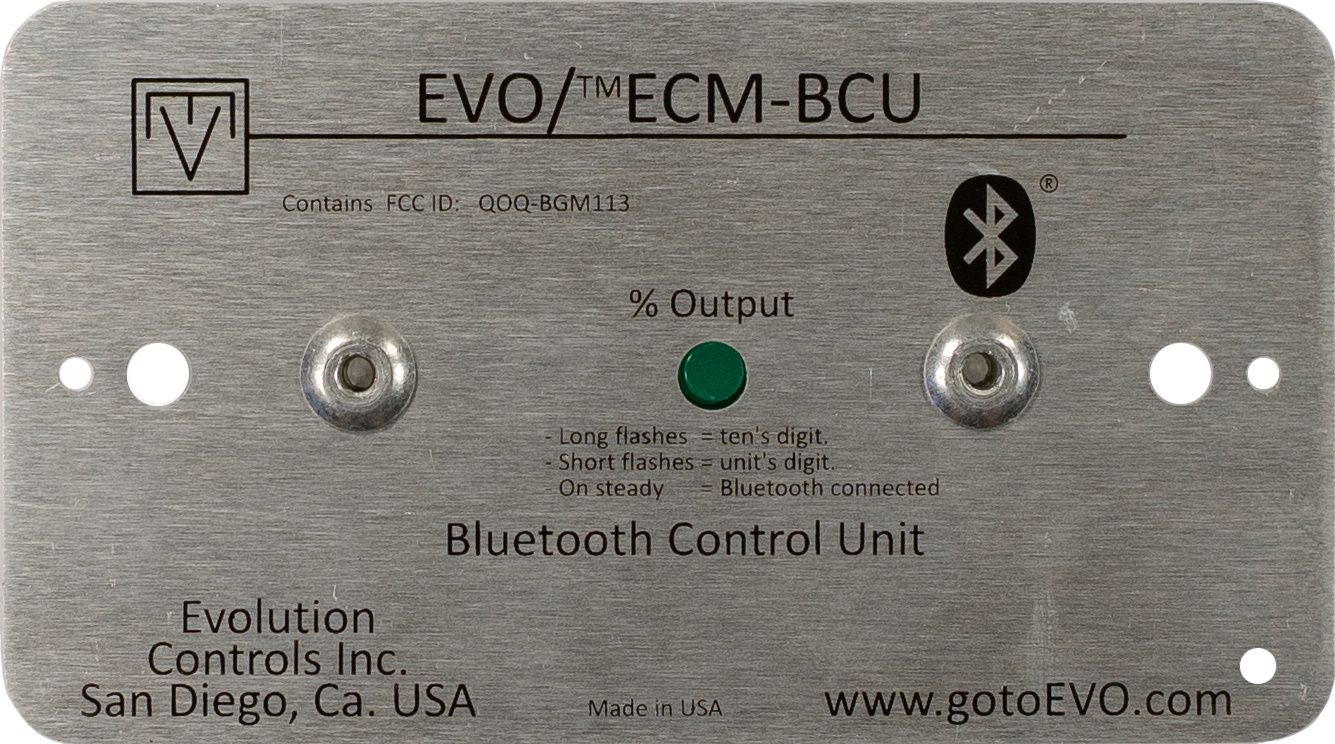 EVO/™ECM-BCU
Contains FCC ID: QOQ-BGM113
®
% Output
- Long flashes = ten's digit.
- Short flashes = unit's digit.
- On steady = Bluetooth connected
Bluetooth Control Unit
Evolution
Controls Inc.
San Diego, Ca. USA
Made in USA
www.gotoEVO.com